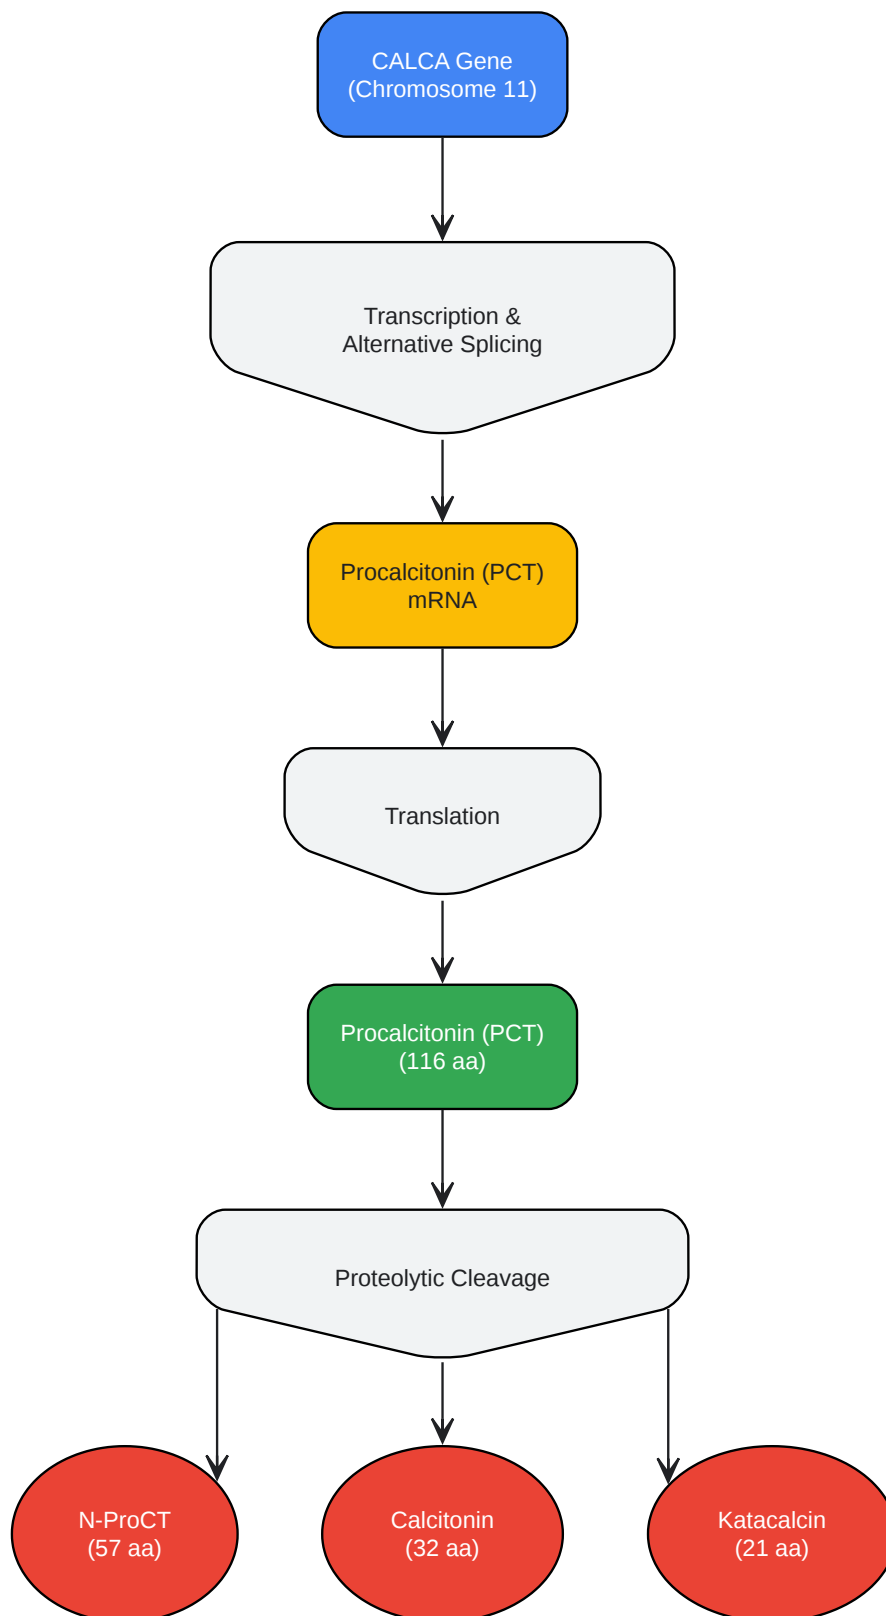 CALCA Gene
(Chromosome 11)
Transcription &
Alternative Splicing
Procalcitonin (PCT)
mRNA
Translation
Procalcitonin (PCT)
(116 aa)
Proteolytic Cleavage
N-ProCT
(57 aa)
Calcitonin
(32 aa)
Katacalcin
(21 aa)